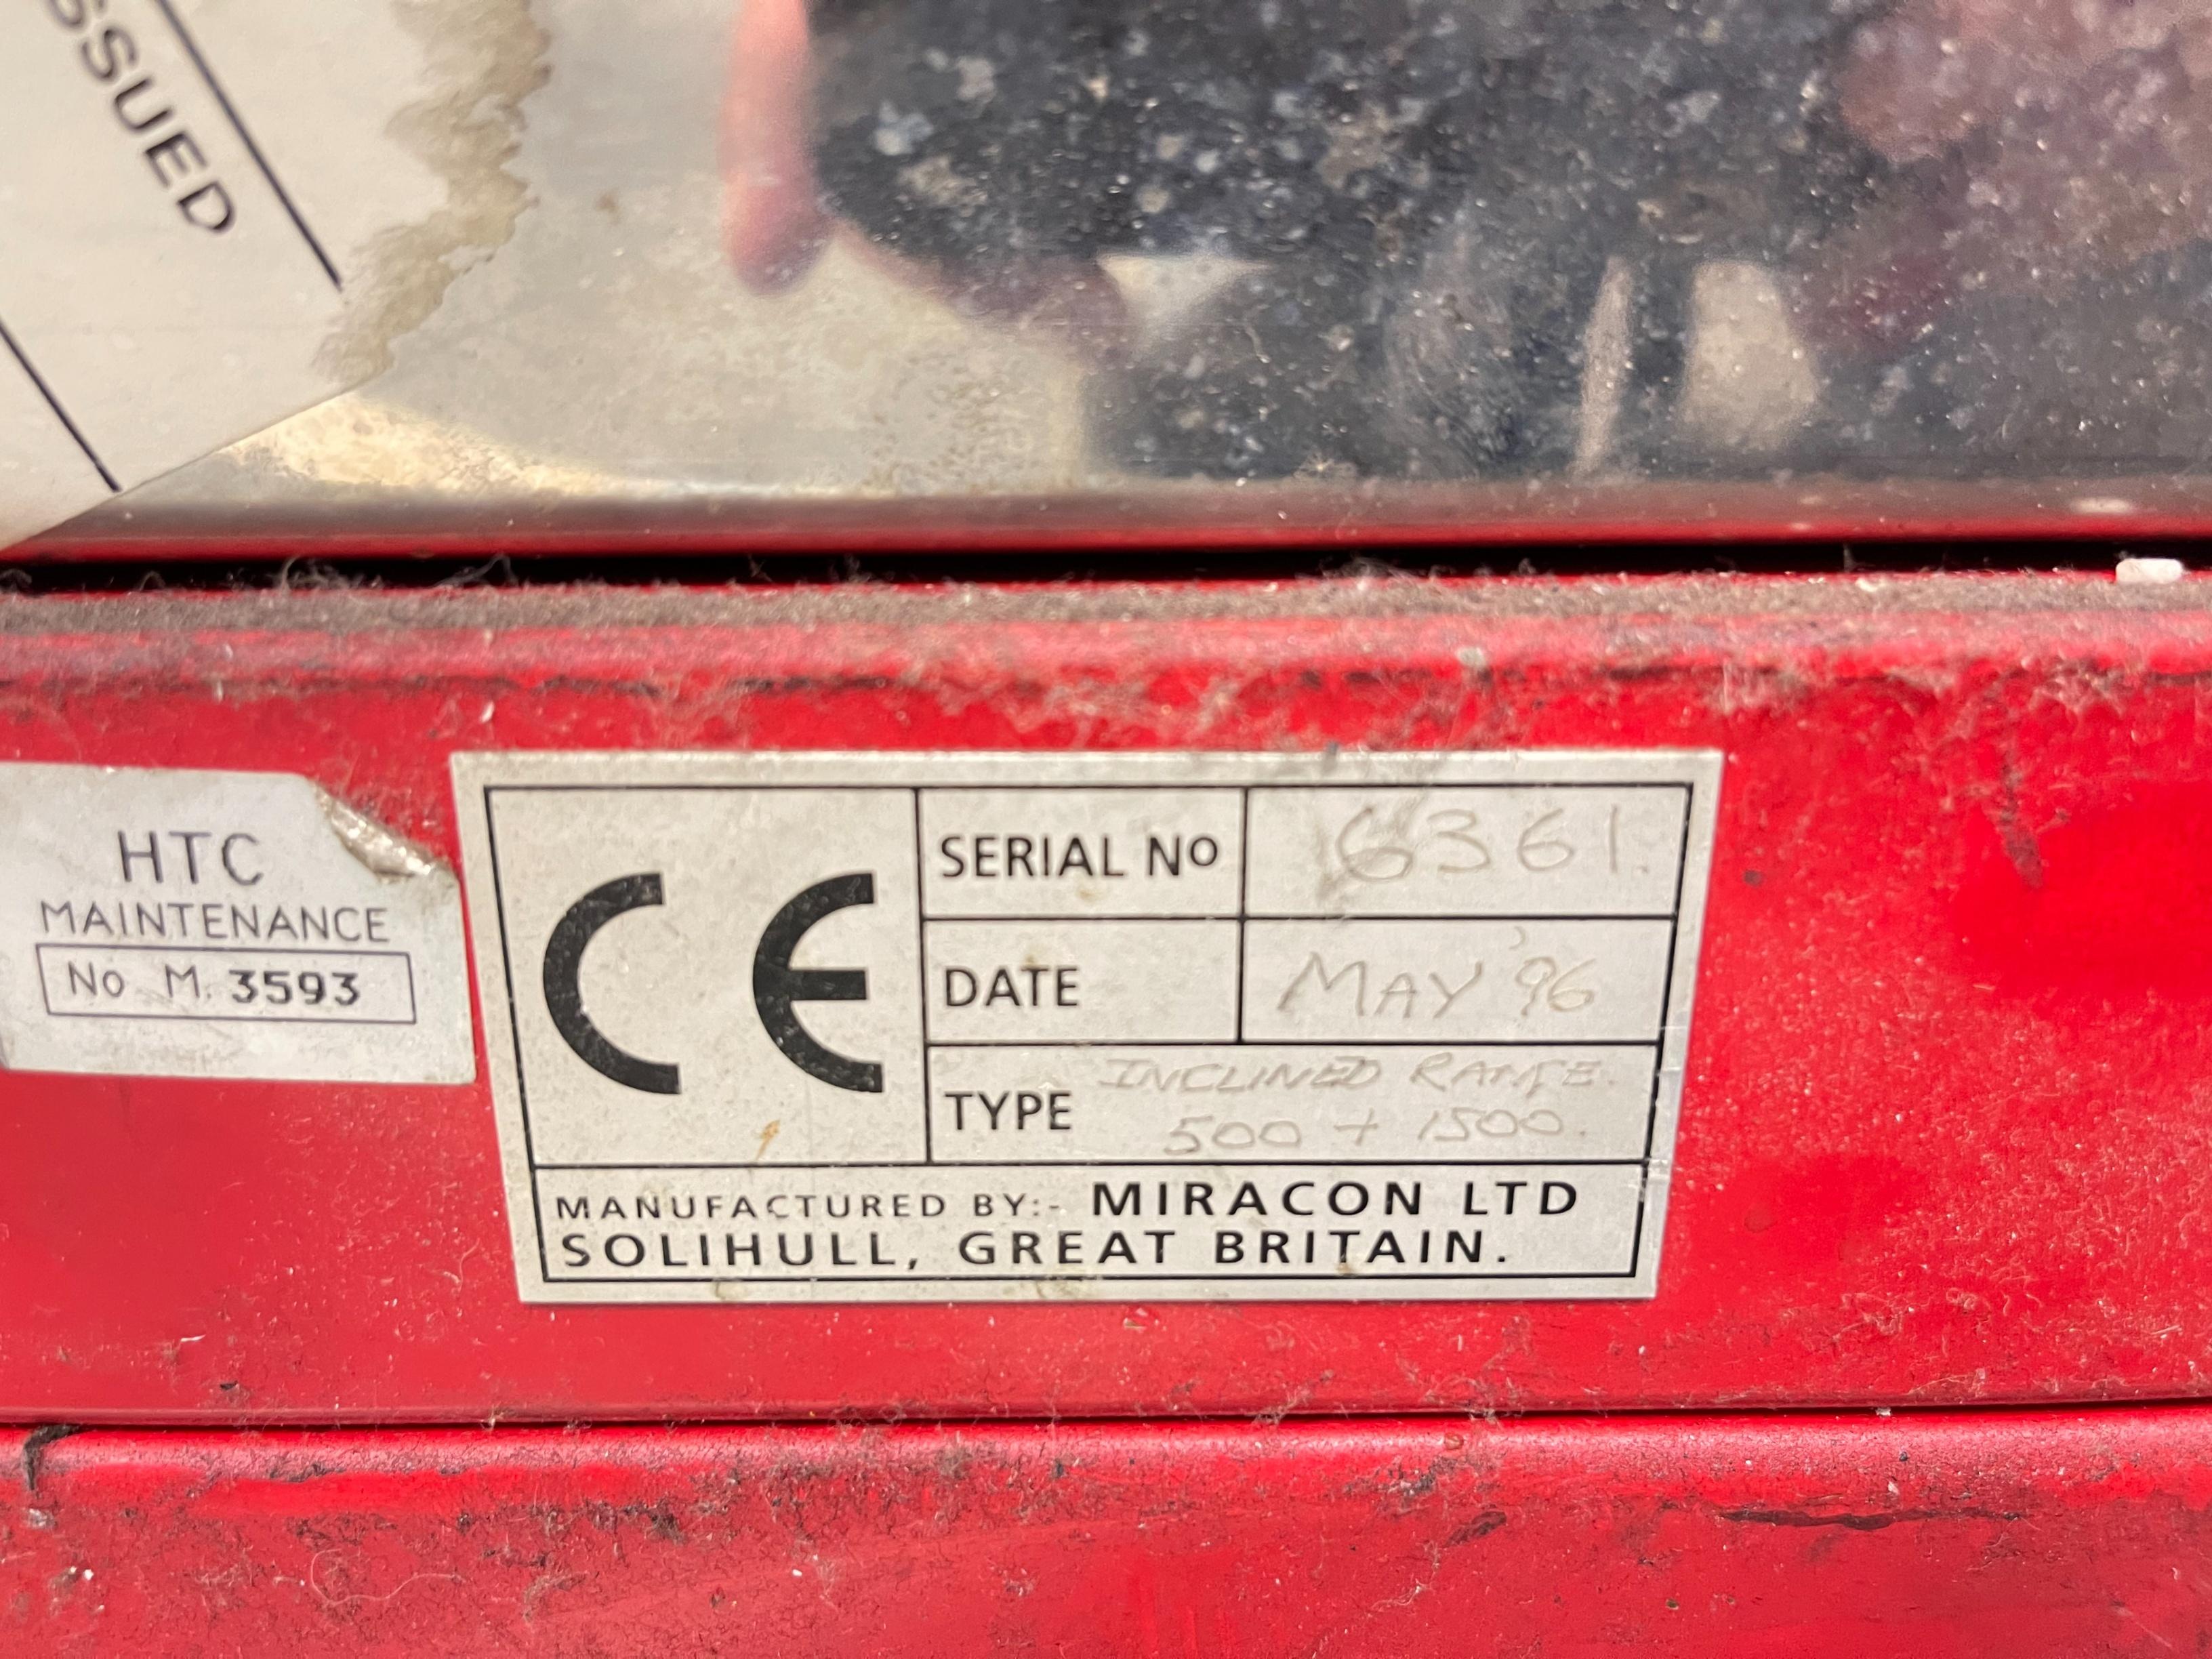 SSUED
HTC
MAINTENANCE
No M. 3593
CE
SERIAL No 6361.
DATE MAY '96
TYPE INCLINED RANGE.
500 + 1500.
MANUFACTURED BY:- MIRACON LTD
SOLIHULL, GREAT BRITAIN.